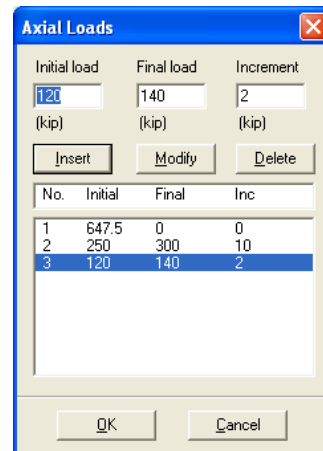 Axial Loads
Initial load Final load Increment
120 140 2
(kip) (kip) (kip)
Insert Modify Delete
No. Initial Final Inc
1 647.5 0 0
2 250 300 10
3 120 140 2
OK Cancel